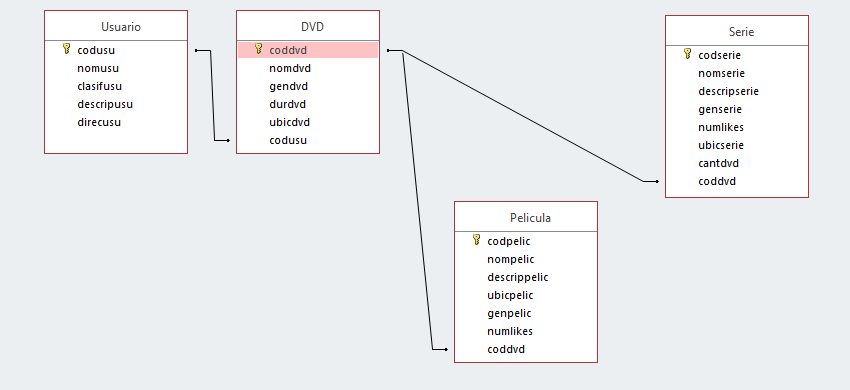 Usuario
codusu
nomusu
clasifusu
descripusu
direcusu
DVD
coddvd
nomdvd
gendvd
durdvd
ubicdvd
codusu
Serie
codserie
nomserie
descripserie
genserie
numlikes
ubicserie
cantdvd
coddvd
Pelicula
codpelic
nompelic
descrippelic
ubicpelic
genpelic
numlikes
coddvd